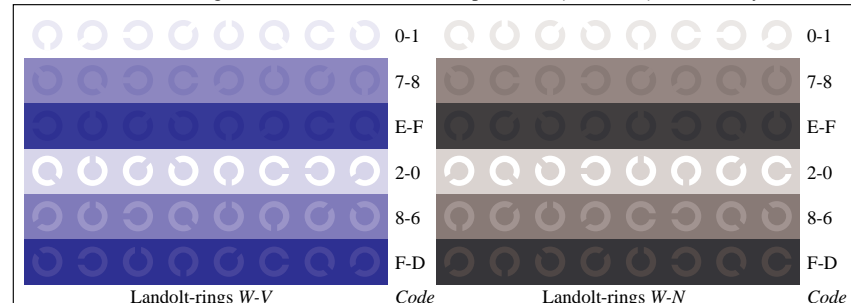 0-1 0-1
7-8 7-8
E-F E-F
2-0 2-0
8-6 8-6
F-D F-D
Landolt-rings W-V Code Landolt-rings W-N Code